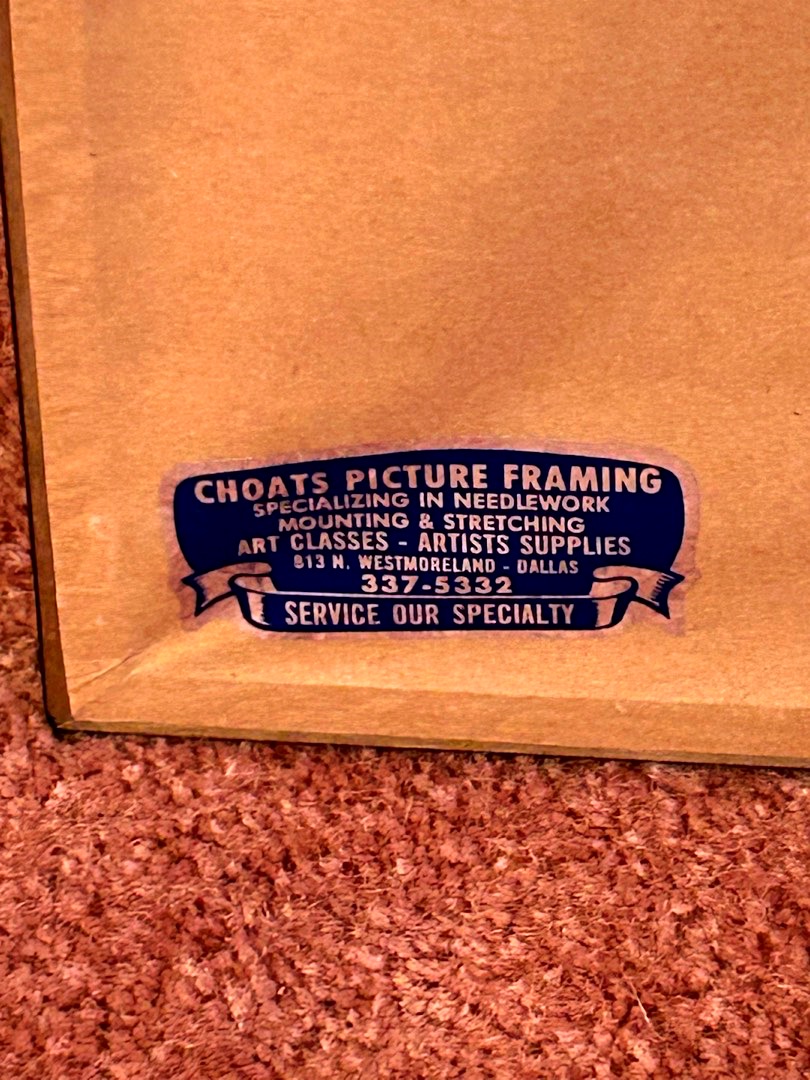 CHOATS PICTURE FRAMING
SPECIALIZING IN NEEDLEWORK
MOUNTING & STRETCHING
ART CLASSES - ARTISTS SUPPLIES
813 N. WESTMORELAND - DALLAS
337-5332
SERVICE OUR SPECIALTY